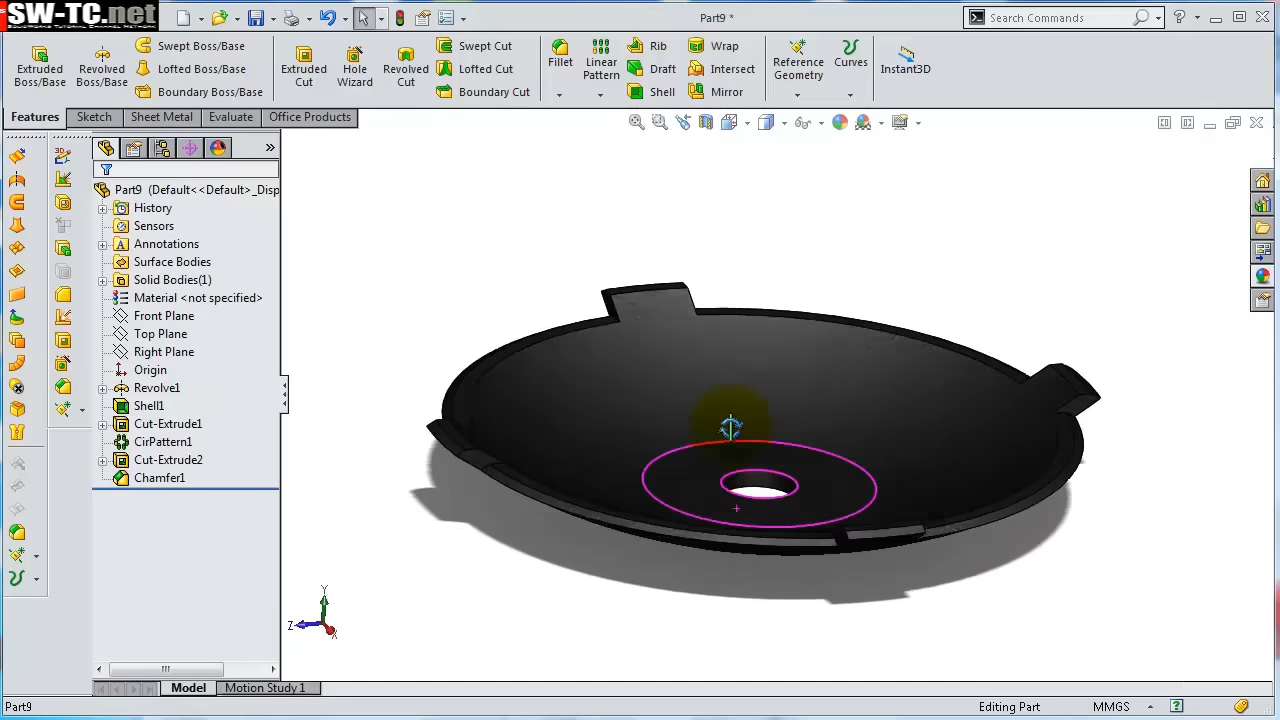 SW-TC.net
SOLIDWORKS TUTORIAL CHANNEL NETWORK
Part9 *
Search Commands
Extruded Boss/Base
Revolved Boss/Base
Swept Boss/Base
Lofted Boss/Base
Boundary Boss/Base
Extruded Cut
Hole Wizard
Revolved Cut
Swept Cut
Lofted Cut
Boundary Cut
Fillet
Linear Pattern
Rib
Draft
Shell
Wrap
Intersect
Mirror
Reference Geometry
Curves
Instant3D
Features
Sketch
Sheet Metal
Evaluate
Office Products
Part9 (Default<<Default>_Disp
History
Sensors
Annotations
Surface Bodies
Solid Bodies(1)
Material <not specified>
Front Plane
Top Plane
Right Plane
Origin
Revolve1
Shell1
Cut-Extrude1
CirPattern1
Cut-Extrude2
Chamfer1
Y
Z
X
Model
Motion Study 1
Part9
Editing Part
MMGS